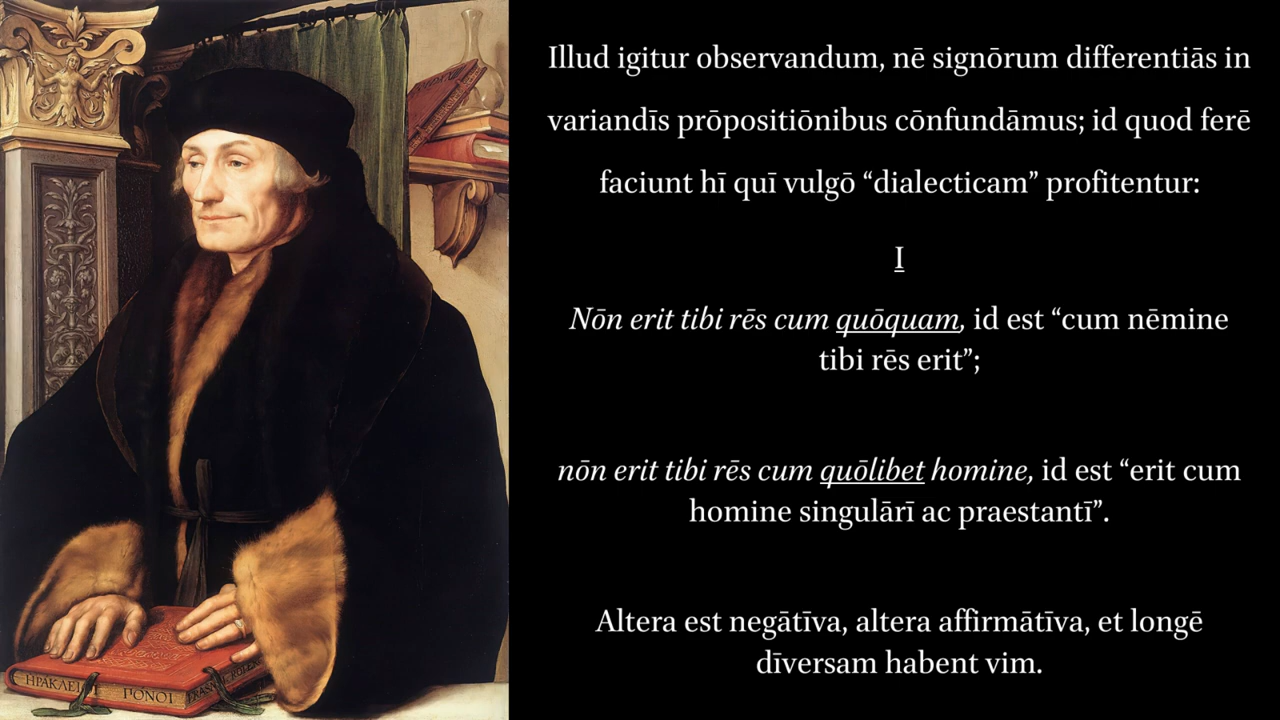 Illud igitur observandum, nē signōrum differentiās in
variandīs prōpositiōnibus cōnfundāmus; id quod ferē
faciunt hī quī vulgō “dialecticam” profitentur:
I
Nōn erit tibi rēs cum quōquam, id est “cum nēmine
tibi rēs erit”;
nōn erit tibi rēs cum quōlibet homine, id est “erit cum
homine singulārī ac praestantī”.
Altera est negātīva, altera affirmātīva, et longē
dīversam habent vim.
ΗΡΑΚΛΕΙ ΠΟΝΟΙ